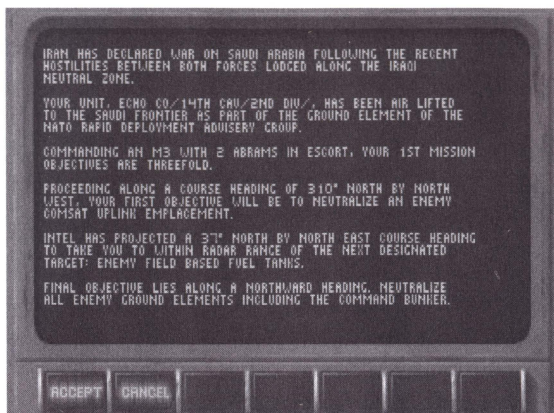 IRAN HAS DECLARED WAR ON SAUDI ARABIA FOLLOWING THE RECENT
HOSTILITIES BETWEEN BOTH FORCES LODGED ALONG THE IRAQI
NEUTRAL ZONE.
YOUR UNIT, ECHO CO/14TH CAV/2ND DIV/, HAS BEEN AIR LIFTED
TO THE SAUDI FRONTIER AS PART OF THE GROUND ELEMENT OF THE
NATO RAPID DEPLOYMENT ADVISERY GROUP.
COMMANDING AN M3 WITH 2 ABRAMS IN ESCORT, YOUR 1ST MISSION
OBJECTIVES ARE THREEFOLD.
PROCEEDING ALONG A COURSE HEADING OF 310° NORTH BY NORTH
WEST, YOUR FIRST OBJECTIVE WILL BE TO NEUTRALIZE AN ENEMY
COMSAT UPLINK EMPLACEMENT.
INTEL HAS PROJECTED A 37° NORTH BY NORTH EAST COURSE HEADING
TO TAKE YOU TO WITHIN RADAR RANGE OF THE NEXT DESIGNATED
TARGET: ENEMY FIELD BASED FUEL TANKS.
FINAL OBJECTIVE LIES ALONG A NORTHWARD HEADING. NEUTRALIZE
ALL ENEMY GROUND ELEMENTS INCLUDING THE COMMAND BUNKER.
ACCEPT CANCEL